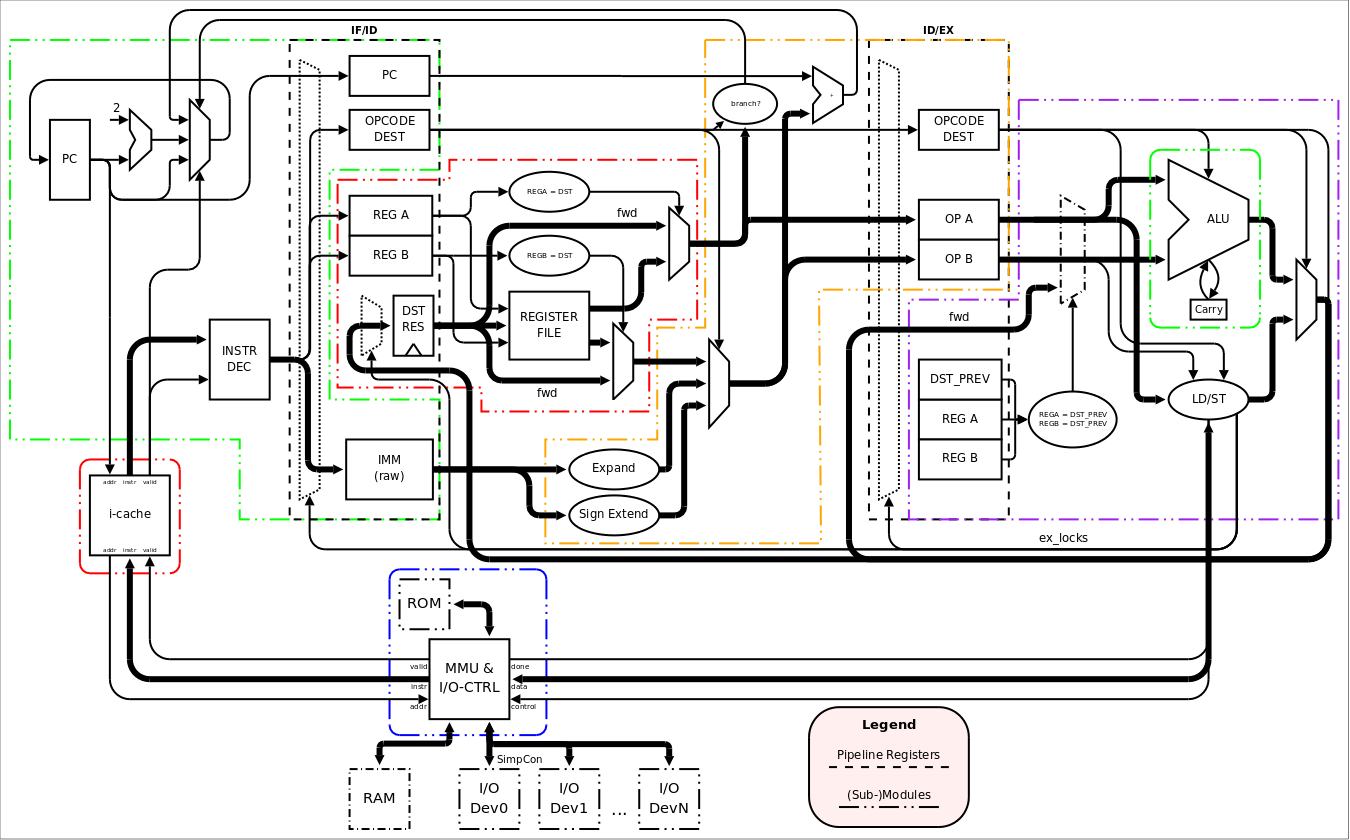 IF/ID
ID/EX
PC
2
PC
OPCODE
DEST
branch?
+
OPCODE
DEST
REG A
REG B
REGA = DST
REGB = DST
fwd
OP A
OP B
ALU
Carry
DST
RES
REGISTER
FILE
fwd
fwd
INSTR
DEC
DST_PREV
REG A
REG B
REGA = DST_PREV
REGB = DST_PREV
LD/ST
IMM
(raw)
Expand
Sign Extend
addr instr valid
i-cache
addr instr valid
ex_locks
ROM
MMU &
I/O-CTRL
valid
instr
addr
done
data
control
SimpCon
RAM
I/O
Dev0
I/O
Dev1
...
I/O
DevN
Legend
Pipeline Registers
(Sub-)Modules